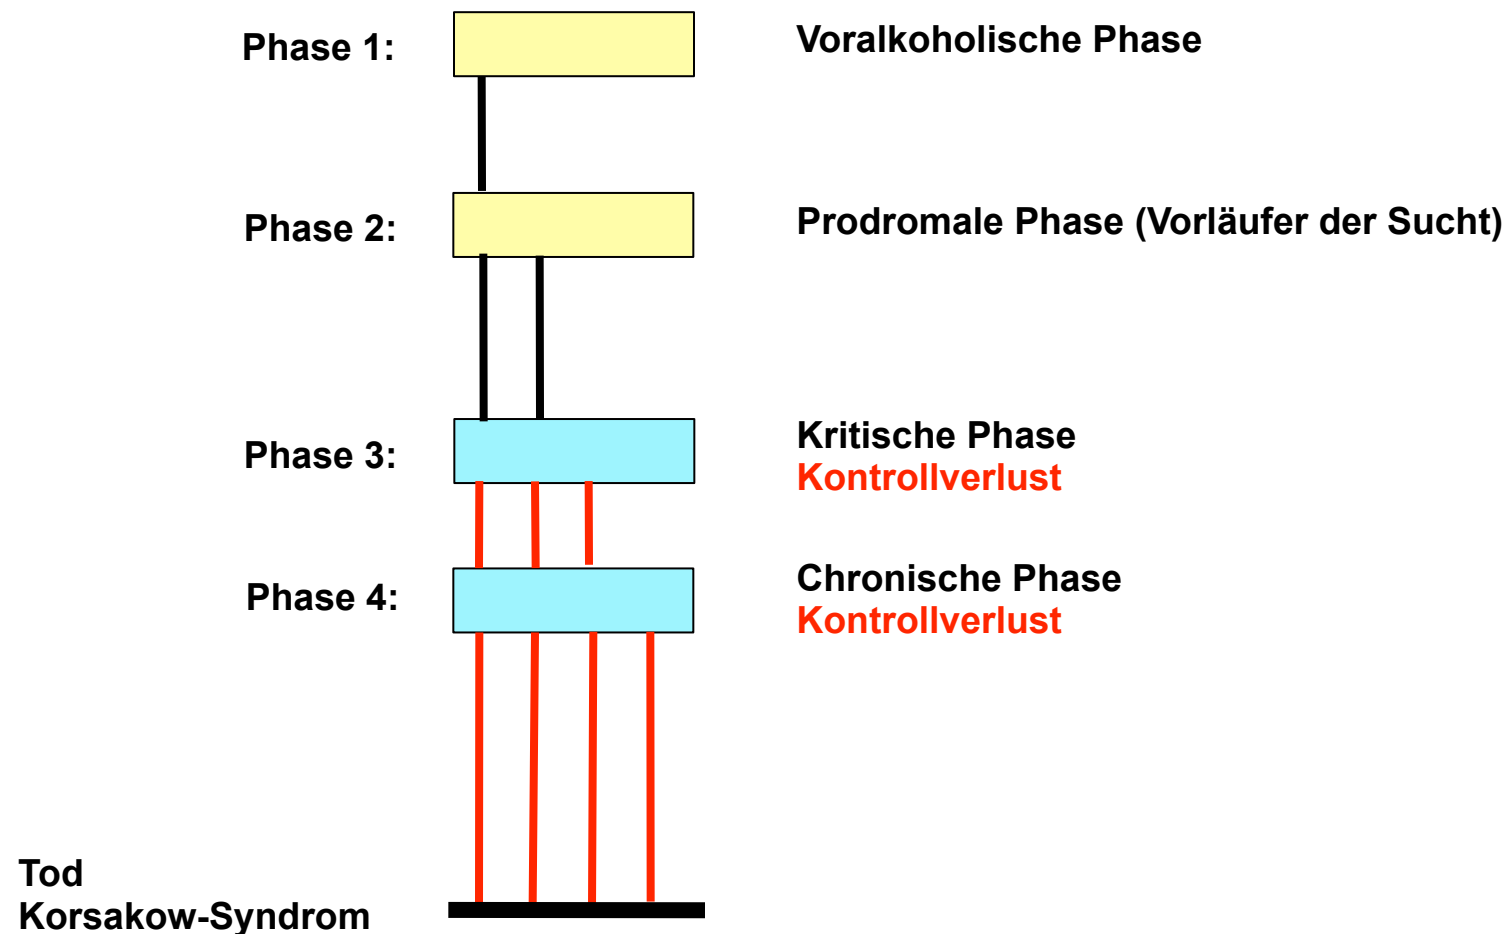 Phase 1:
Voralkoholische Phase
Phase 2:
Prodromale Phase (Vorläufer der Sucht)
Phase 3:
Kritische Phase
Kontrollverlust
Phase 4:
Chronische Phase
Kontrollverlust
Tod
Korsakow-Syndrom